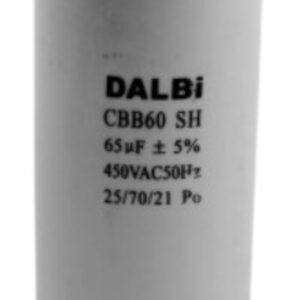 DALBi
CBB60 SH
65µF ± 5%
450VAC50Hz
25/70/21 Po